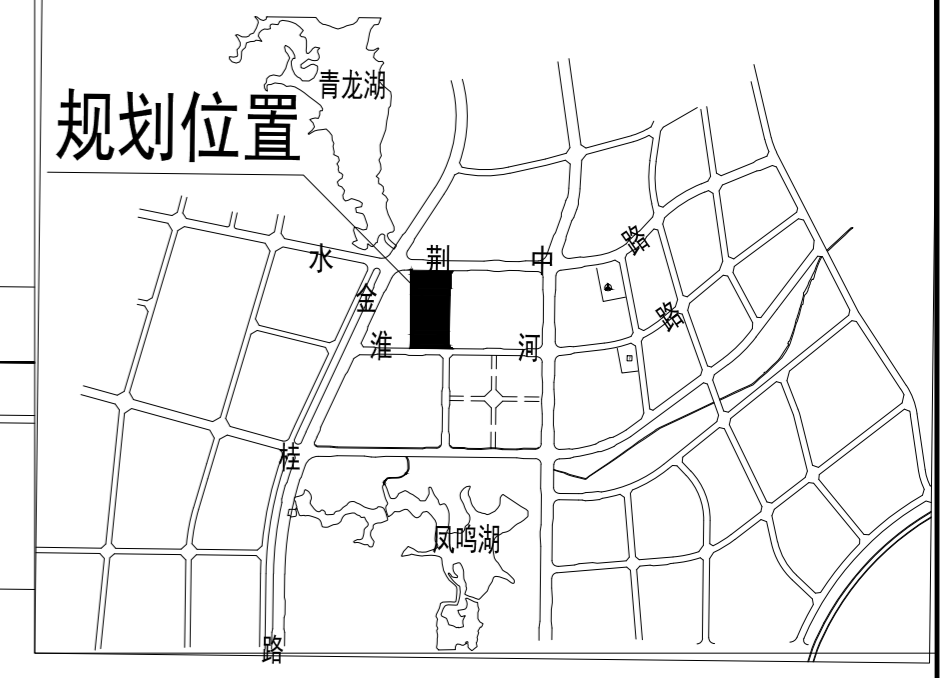 青龙湖
规划位置
水荆中路
金桂路
淮河路
凤鸣湖